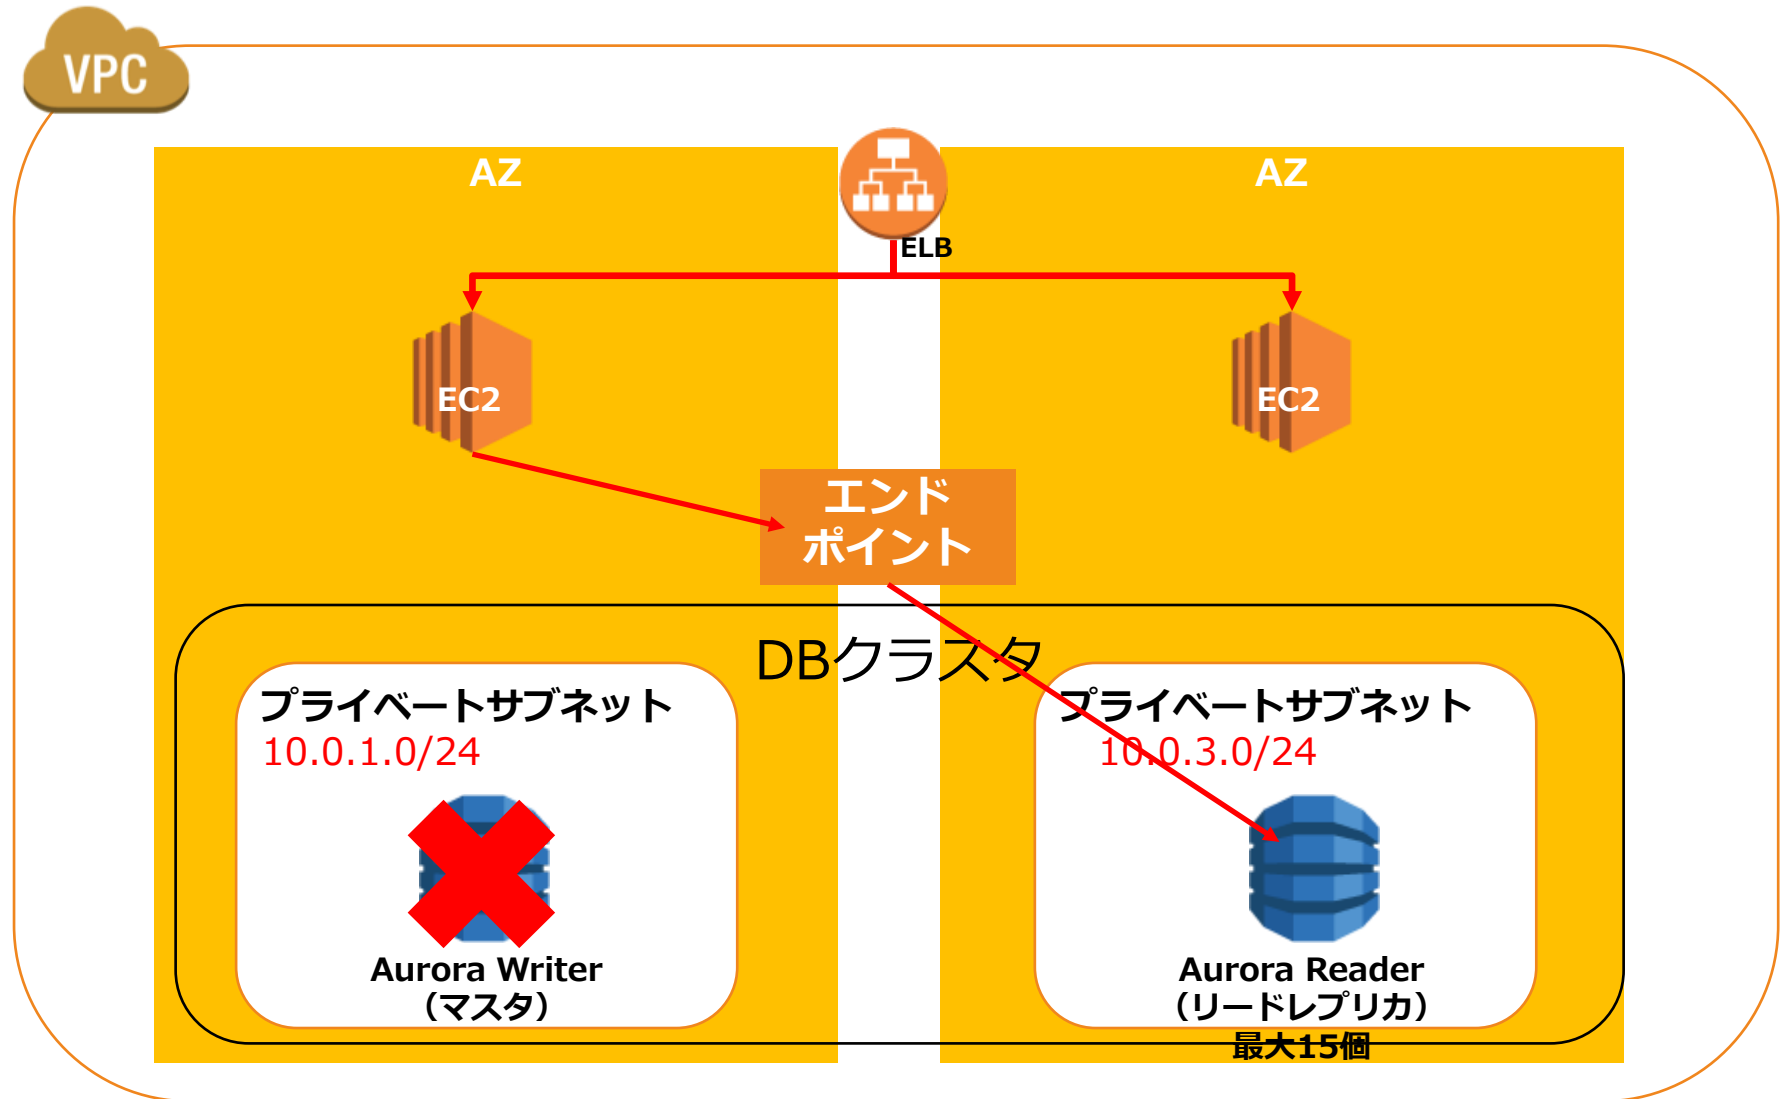 VPC
AZ
AZ
ELB
EC2
EC2
エンド
ポイント
DBクラスタ
プライベートサブネット
10.0.1.0/24
プライベートサブネット
10.0.3.0/24
Aurora Writer
（マスタ）
Aurora Reader
（リードレプリカ）
最大15個